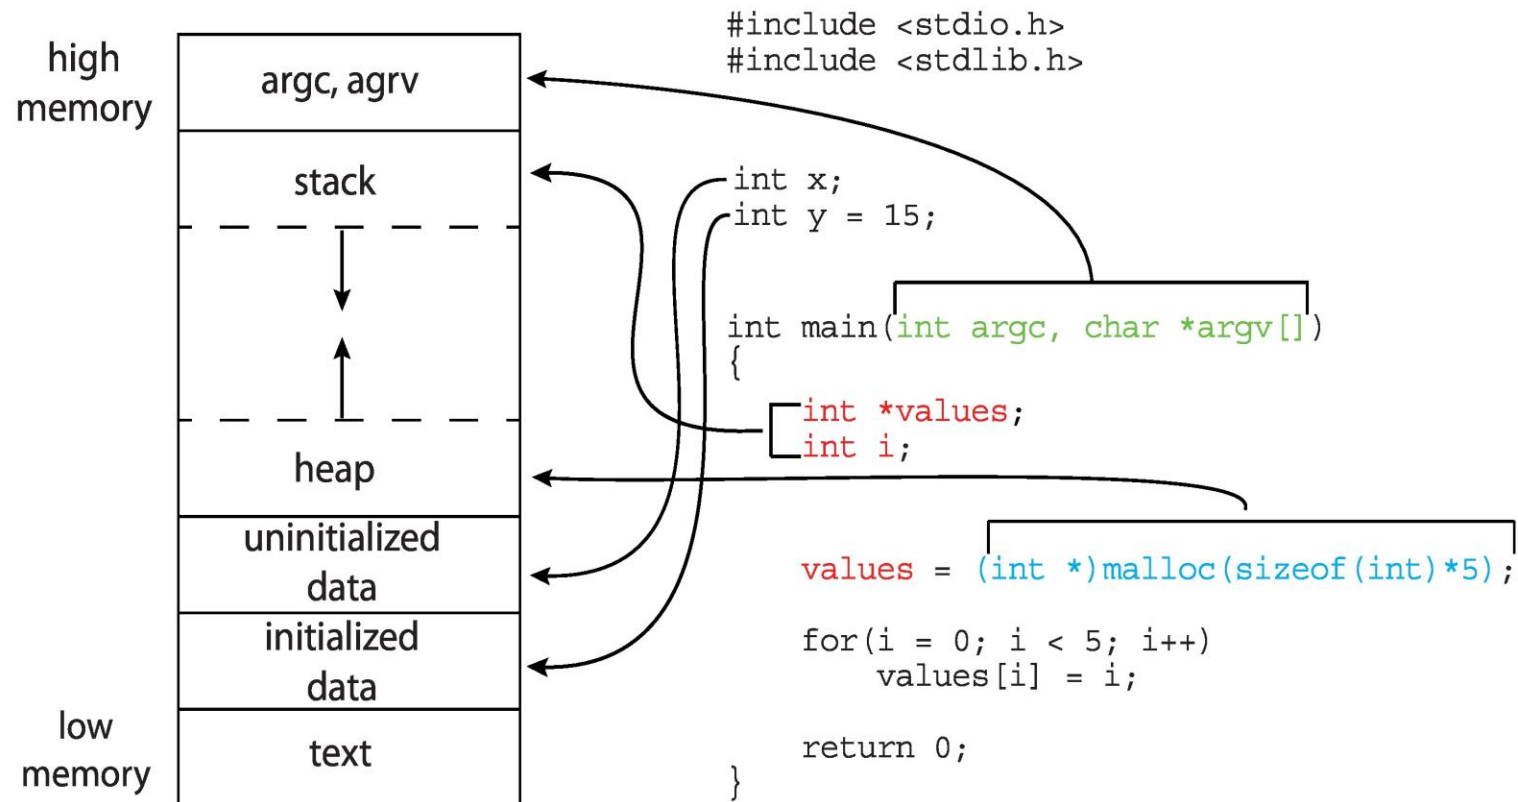 high
memory
argc, agrv
stack
heap
uninitialized
data
initialized
data
text
low
memory
#include <stdio.h>
#include <stdlib.h>
int x;
int y = 15;
int main(int argc, char *argv[])
{
int *values;
int i;
values = (int *)malloc(sizeof(int)*5);
for(i = 0; i < 5; i++)
values[i] = i;
return 0;
}